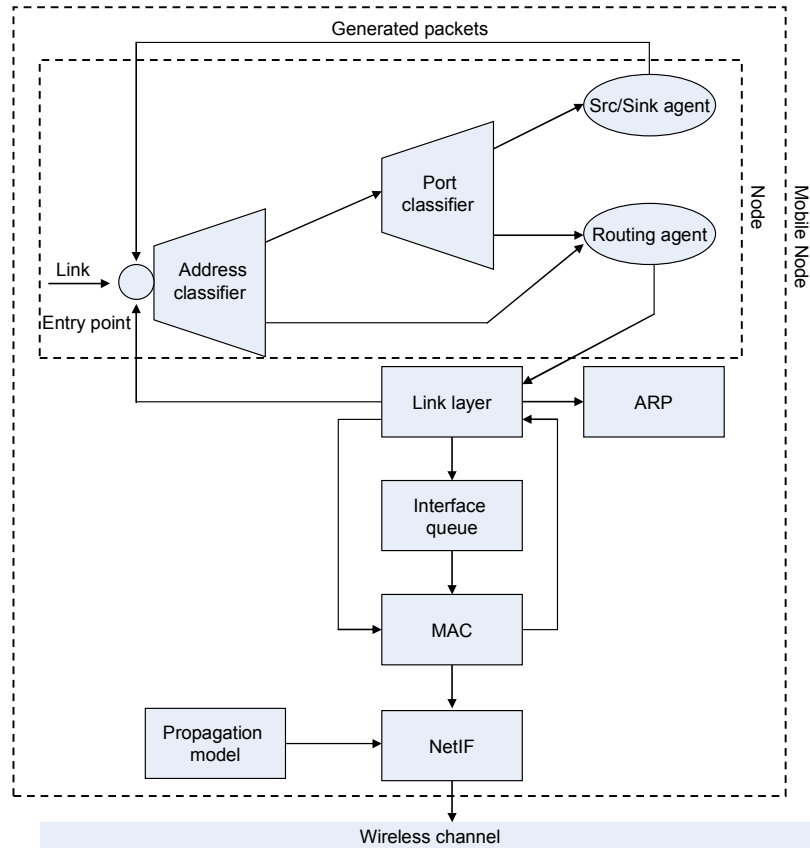 Generated packets
Src/Sink agent
Port
classifier
Node
Mobile Node
Routing agent
Address
classifier
Link
Entry point
Link layer
ARP
Interface
queue
MAC
Propagation
model
NetIF
Wireless channel